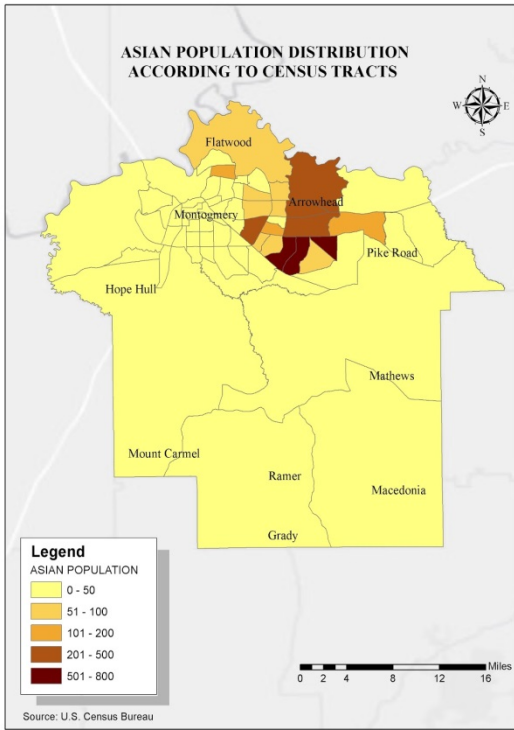 ASIAN POPULATION DISTRIBUTION
ACCORDING TO CENSUS TRACTS
N
W
E
S
Flatwood
Arrowhead
Montogmery
Pike Road
Hope Hull
Mathews
Mount Carmel
Ramer
Macedonia
Grady
Legend
ASIAN POPULATION
0 - 50
51 - 100
101 - 200
201 - 500
501 - 800
Miles
0 2 4 8 12 16
Source: U.S. Census Bureau